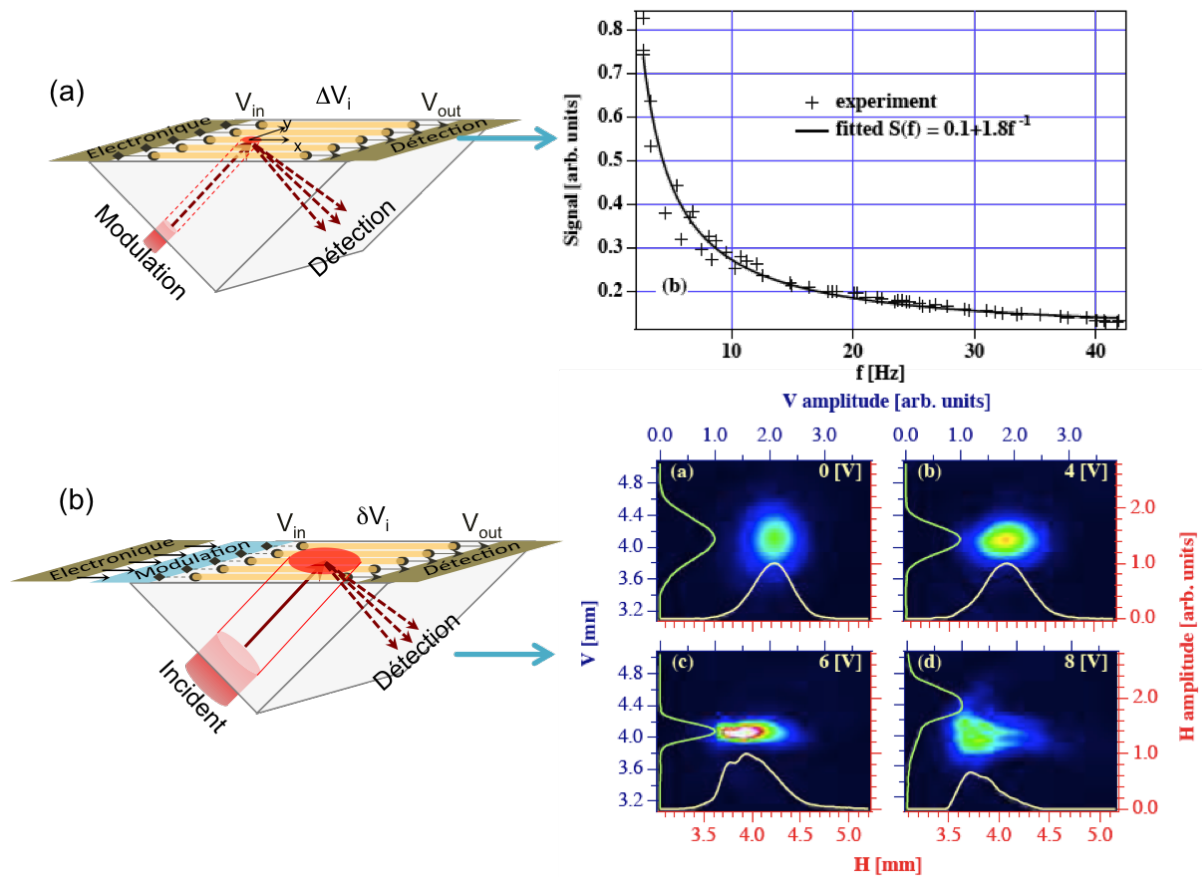 (a)
V_in
ΔV_i
V_out
Electronique
y
x
Détection
Modulation
Détection
Signal [arb. units]
0.8
0.7
0.6
0.5
0.4
0.3
0.2
experiment
fitted S(f) = 0.1+1.8f^-1
(b)
10 20 30 40
f [Hz]
(b)
V_in
δV_i
V_out
Electronique
Modulation
Détection
Incident
Détection
V amplitude [arb. units]
0.0 1.0 2.0 3.0 0.0 1.0 2.0 3.0
(a) 0 [V]
(b) 4 [V]
4.8
4.4
4.0
3.6
3.2
2.0
1.0
0.0
(c) 6 [V]
(d) 8 [V]
4.8
4.4
4.0
3.6
3.2
2.0
1.0
0.0
V [mm]
H amplitude [arb. units]
3.5 4.0 4.5 5.0 3.5 4.0 4.5 5.0
H [mm]